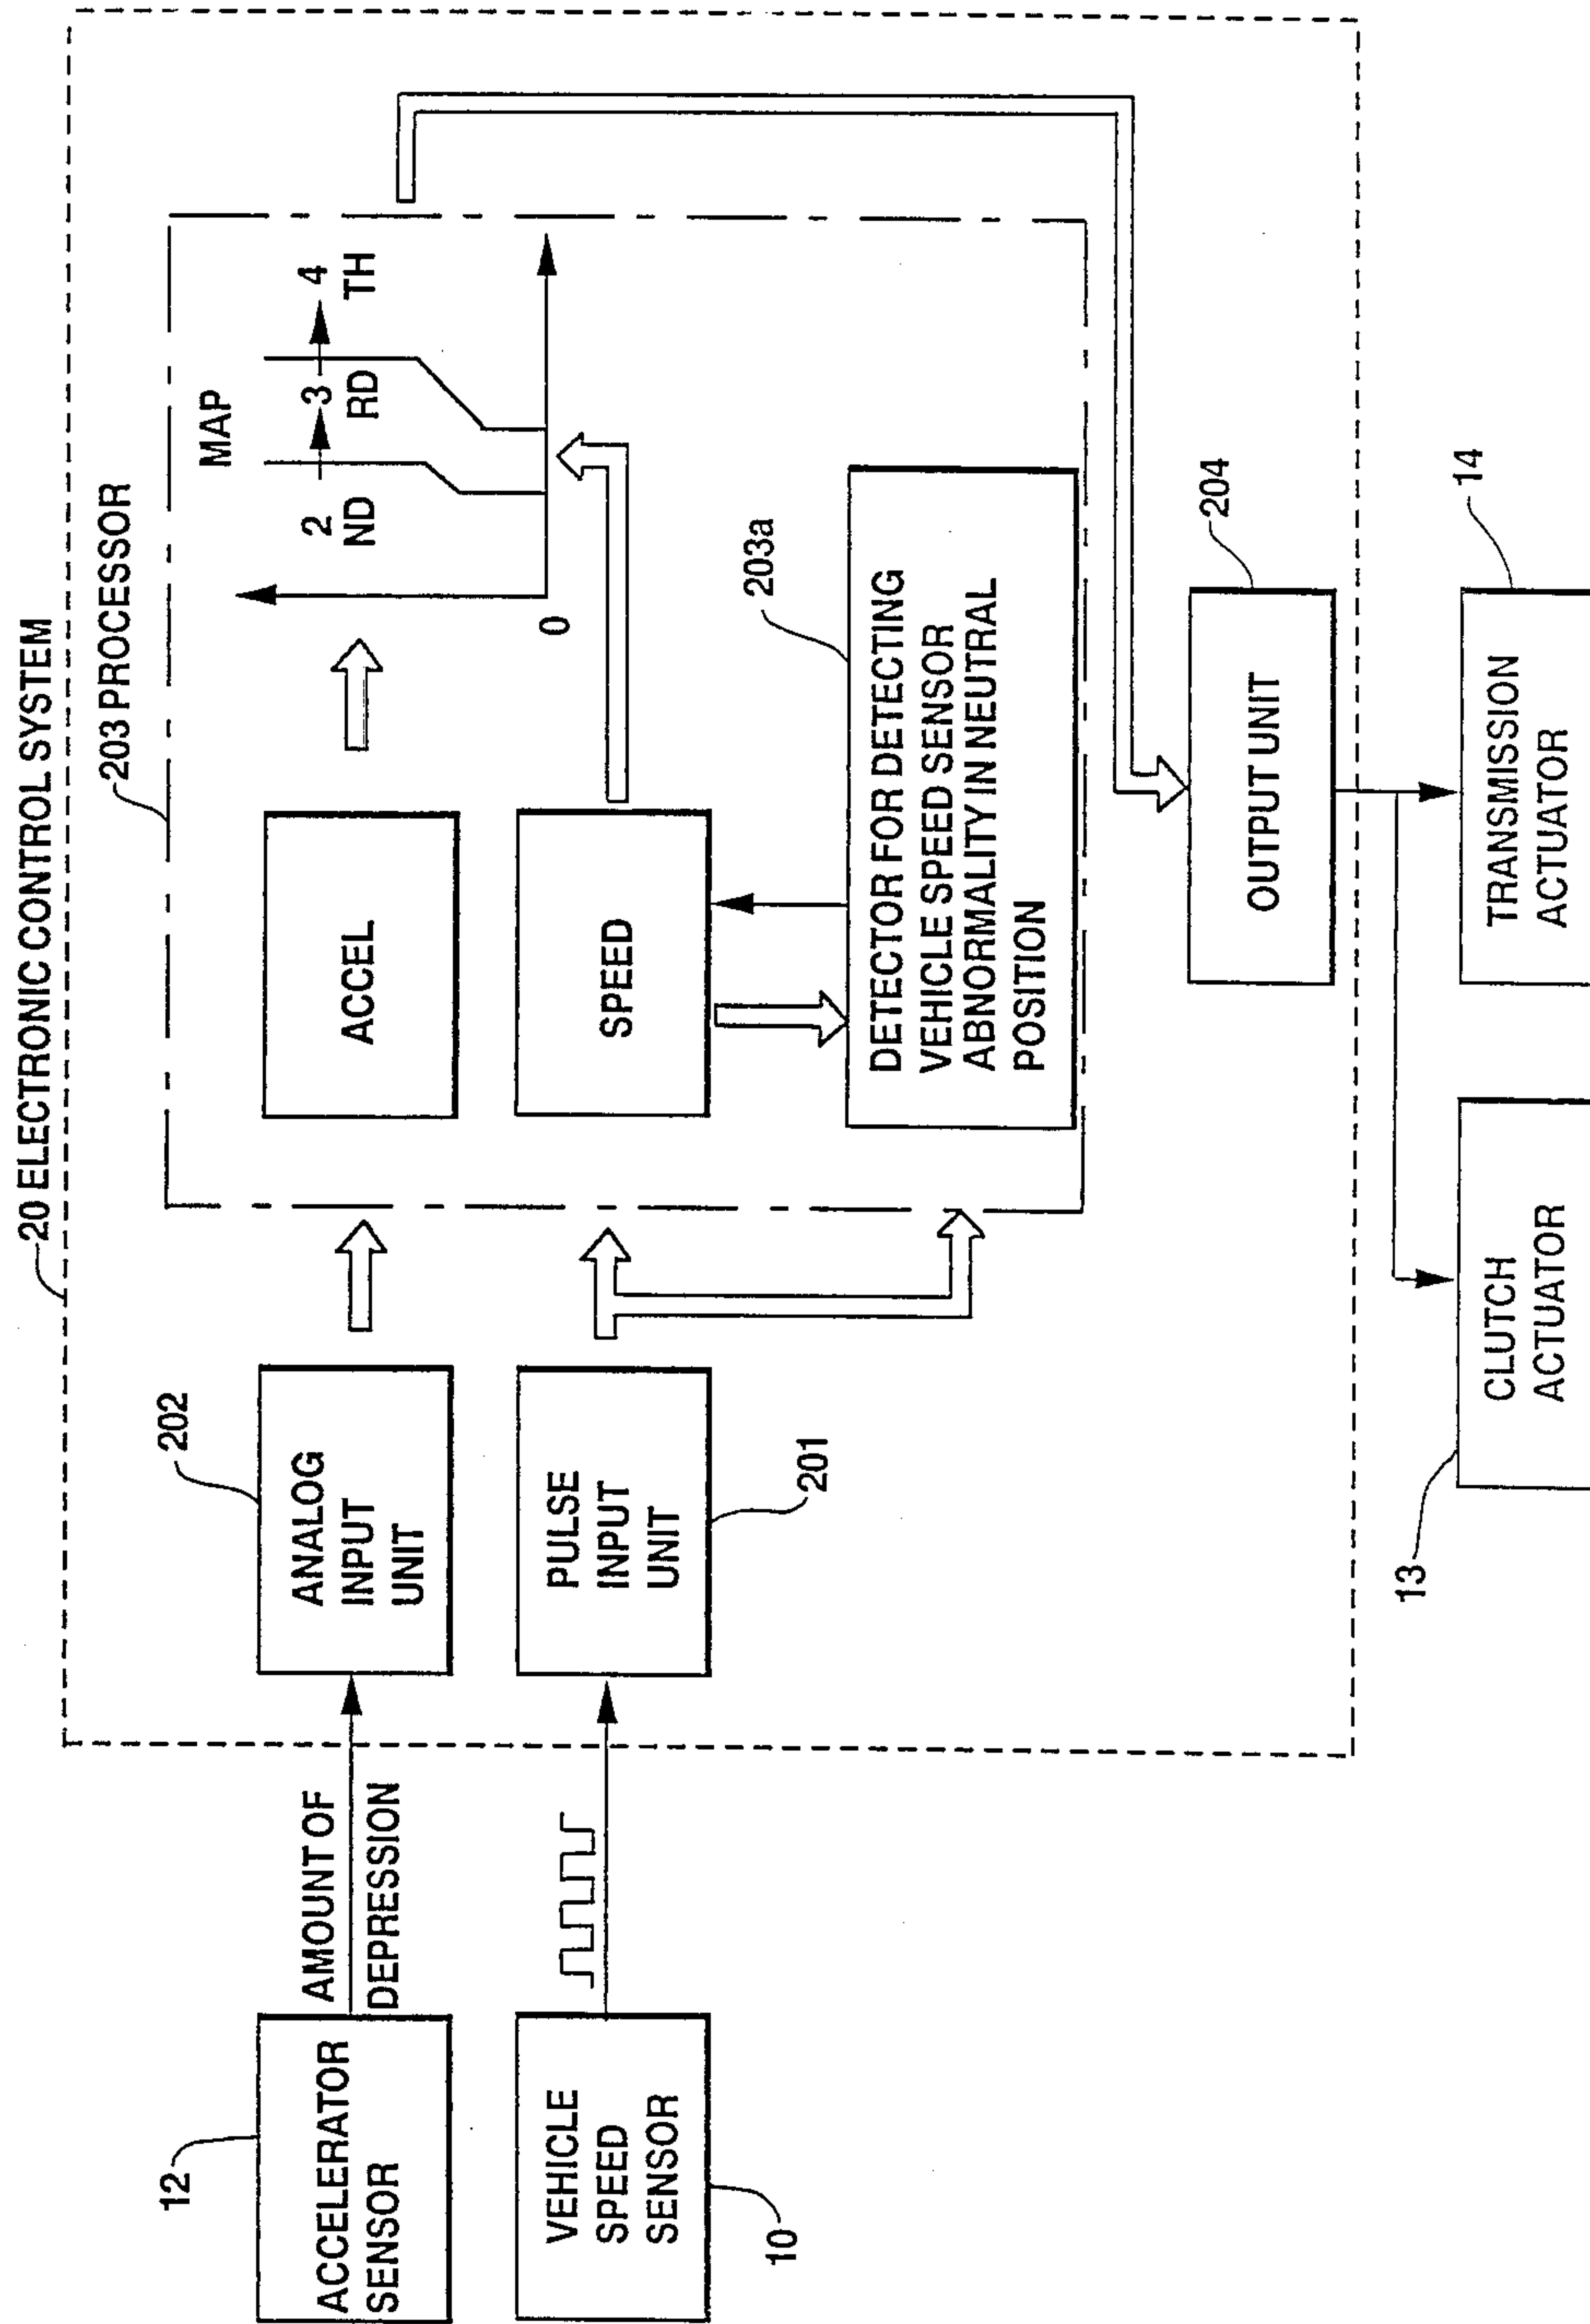 20 ELECTRONIC CONTROL SYSTEM
203 PROCESSOR
MAP
2
ND
3
RD
4
TH
0
12
ACCELERATOR
SENSOR
AMOUNT OF
DEPRESSION
202
ANALOG
INPUT
UNIT
ACCEL
10
VEHICLE
SPEED
SENSOR
201
PULSE
INPUT
UNIT
SPEED
203a
DETECTOR FOR DETECTING
VEHICLE SPEED SENSOR
ABNORMALITY IN NEUTRAL
POSITION
204
OUTPUT UNIT
13
CLUTCH
ACTUATOR
14
TRANSMISSION
ACTUATOR